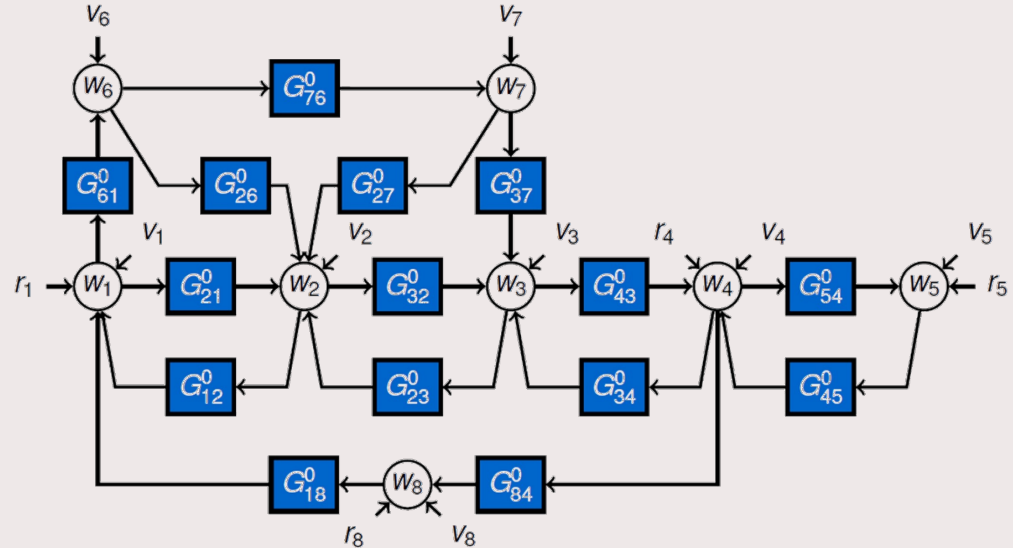 v6 v7
w6 G⁰76 w7
G⁰61 G⁰26 G⁰27 G⁰37
v1 v2 v3 r4 v4 v5
r1 w1 G⁰21 w2 G⁰32 w3 G⁰43 w4 G⁰54 w5 r5
G⁰12 G⁰23 G⁰34 G⁰45
G⁰18 w8 G⁰84
r8 v8